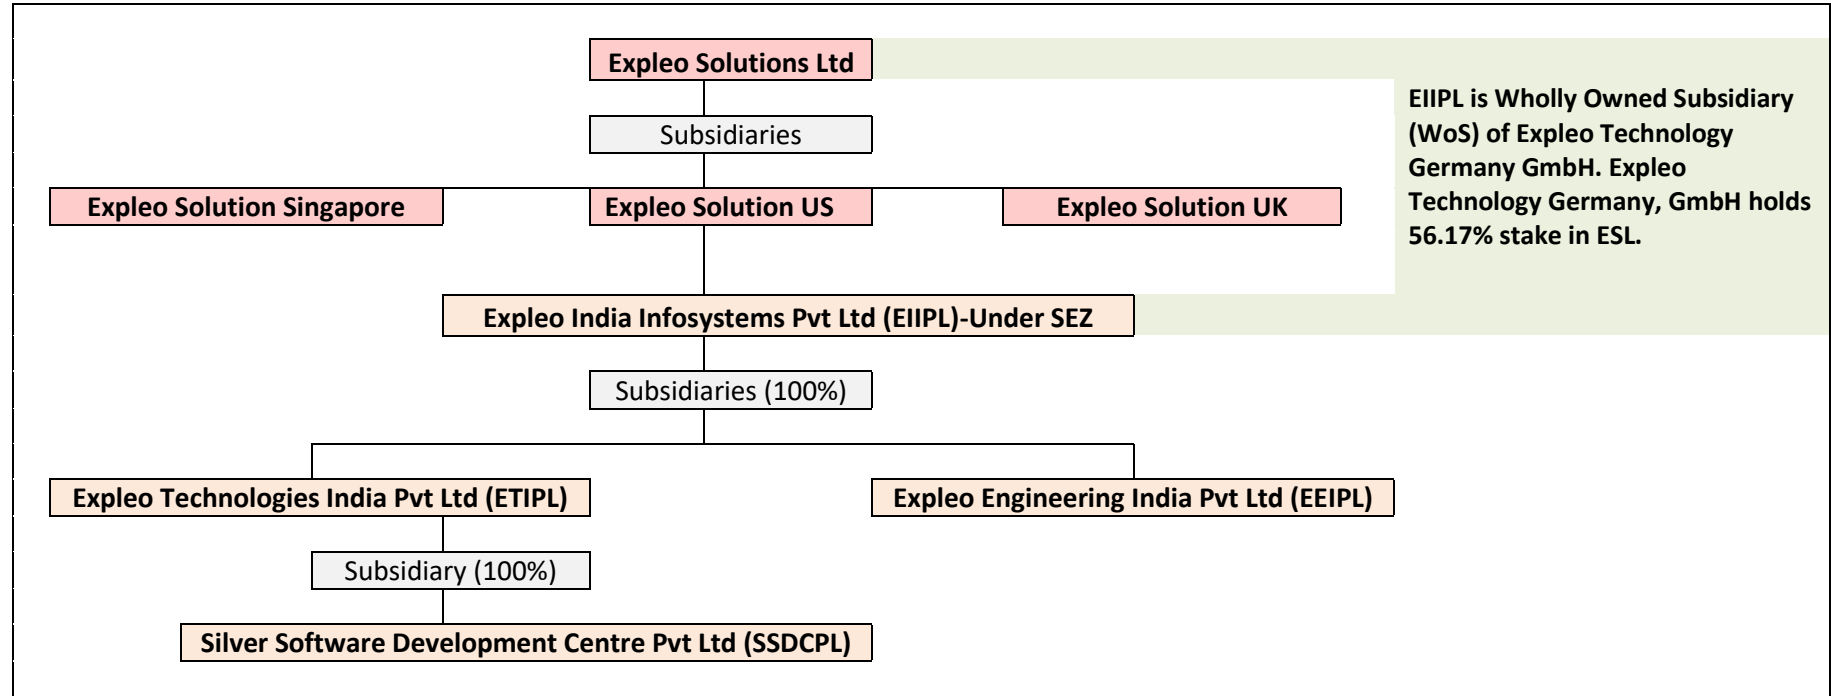 Expleo Solutions Ltd
EIIPL is Wholly Owned Subsidiary
(WoS) of Expleo Technology
Germany GmbH. Expleo
Technology Germany, GmbH holds
56.17% stake in ESL.
Subsidiaries
Expleo Solution Singapore
Expleo Solution US
Expleo Solution UK
Expleo India Infosystems Pvt Ltd (EIIPL)-Under SEZ
Subsidiaries (100%)
Expleo Technologies India Pvt Ltd (ETIPL)
Expleo Engineering India Pvt Ltd (EEIPL)
Subsidiary (100%)
Silver Software Development Centre Pvt Ltd (SSDCPL)